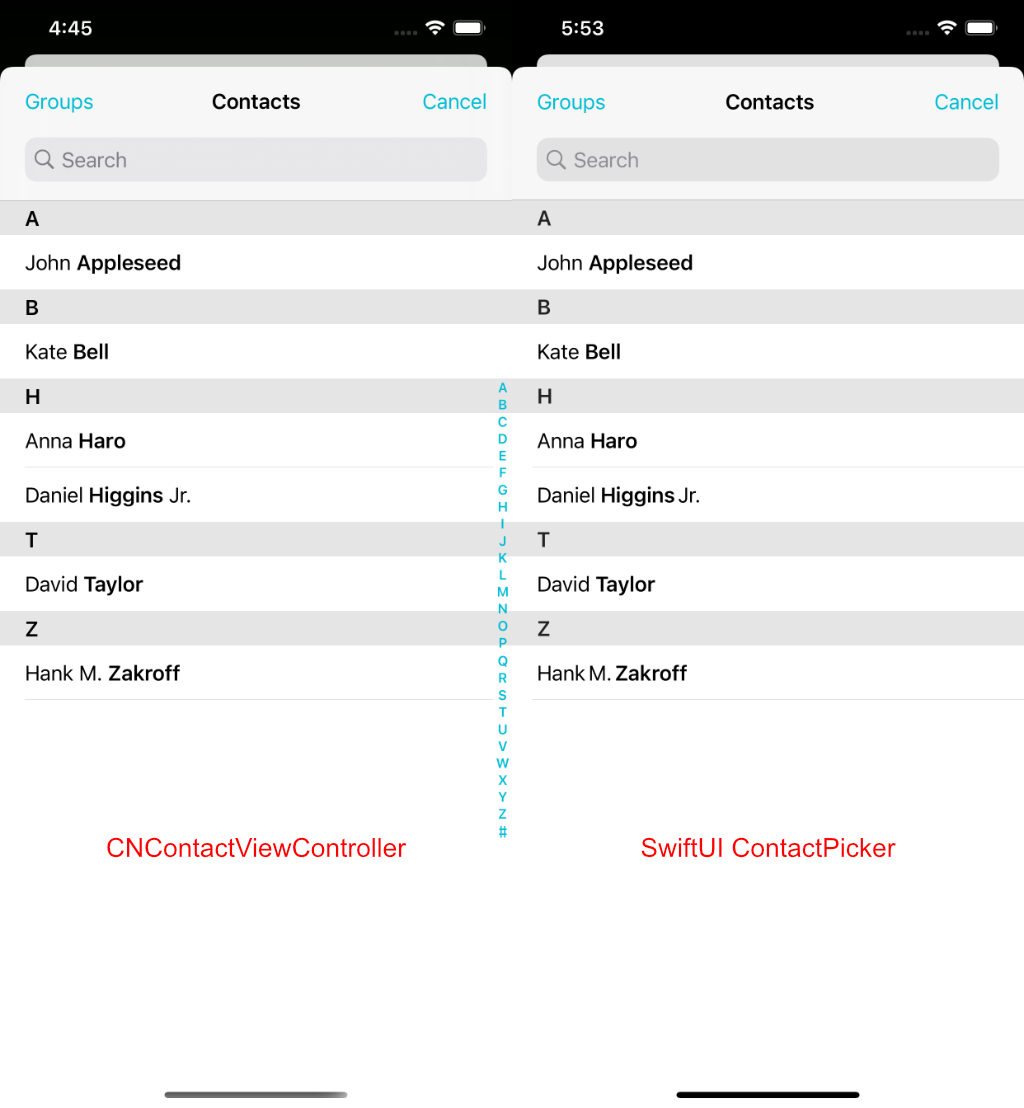 4:45
Groups Contacts Cancel
Search
A
John Appleseed
B
Kate Bell
H
Anna Haro
Daniel Higgins Jr.
T
David Taylor
Z
Hank M. Zakroff
A
B
C
D
E
F
G
H
I
J
K
L
M
N
O
P
Q
R
S
T
U
V
W
X
Y
Z
#
CNContactViewController
5:53
Groups Contacts Cancel
Search
A
John Appleseed
B
Kate Bell
H
Anna Haro
Daniel Higgins Jr.
T
David Taylor
Z
Hank M. Zakroff
SwiftUI ContactPicker